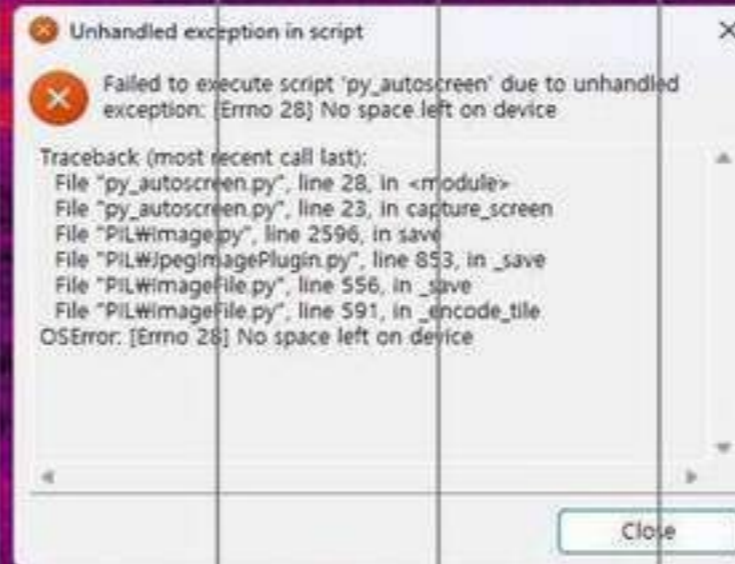 Unhandled exception in script
Failed to execute script 'py_autoscreen' due to unhandled
exception: [Errno 28] No space left on device
Traceback (most recent call last):
File "py_autoscreen.py", line 28, in <module>
File "py_autoscreen.py", line 23, in capture_screen
File "PIL₩Image.py", line 2596, in save
File "PIL₩JpegImagePlugin.py", line 853, in _save
File "PIL₩ImageFile.py", line 556, in _save
File "PIL₩ImageFile.py", line 591, in _encode_tile
OSError: [Errno 28] No space left on device
Close